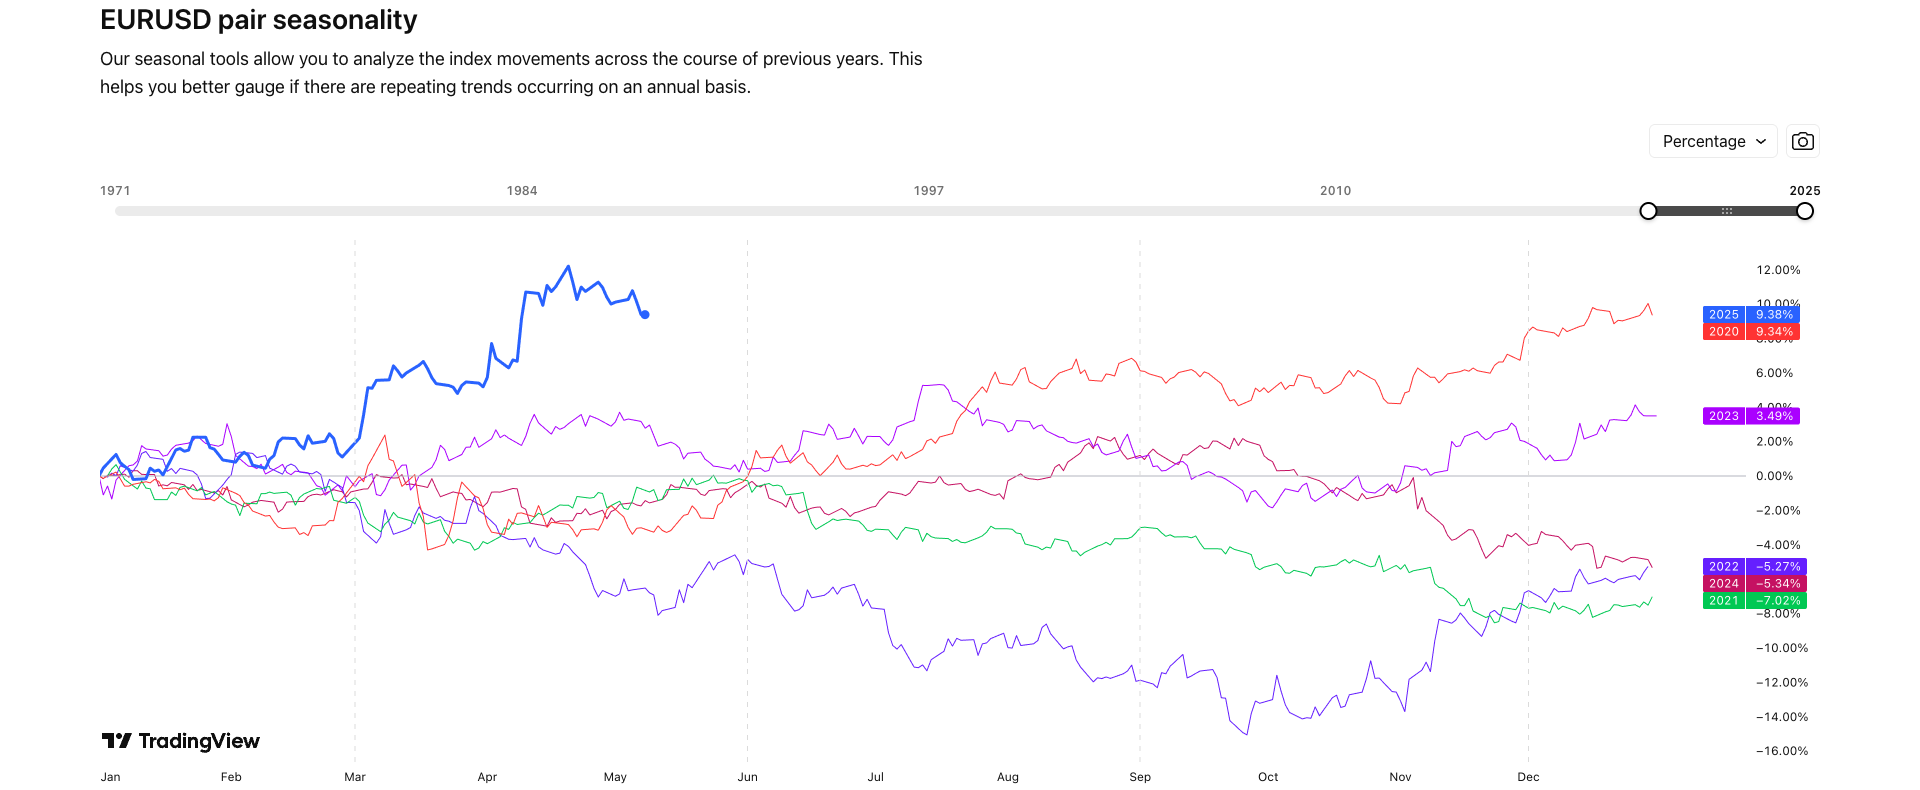 EURUSD pair seasonality
Our seasonal tools allow you to analyze the index movements across the course of previous years. This
helps you better gauge if there are repeating trends occurring on an annual basis.
Percentage
1971 1984 1997 2010 2025
12.00%
10.00%
2025 9.38%
2020 9.34%
8.00%
6.00%
4.00%
2023 3.49%
2.00%
0.00%
−2.00%
−4.00%
2022 −5.27%
2024 −5.34%
2021 −7.02%
−8.00%
−10.00%
−12.00%
−14.00%
−16.00%
TradingView
Jan Feb Mar Apr May Jun Jul Aug Sep Oct Nov Dec